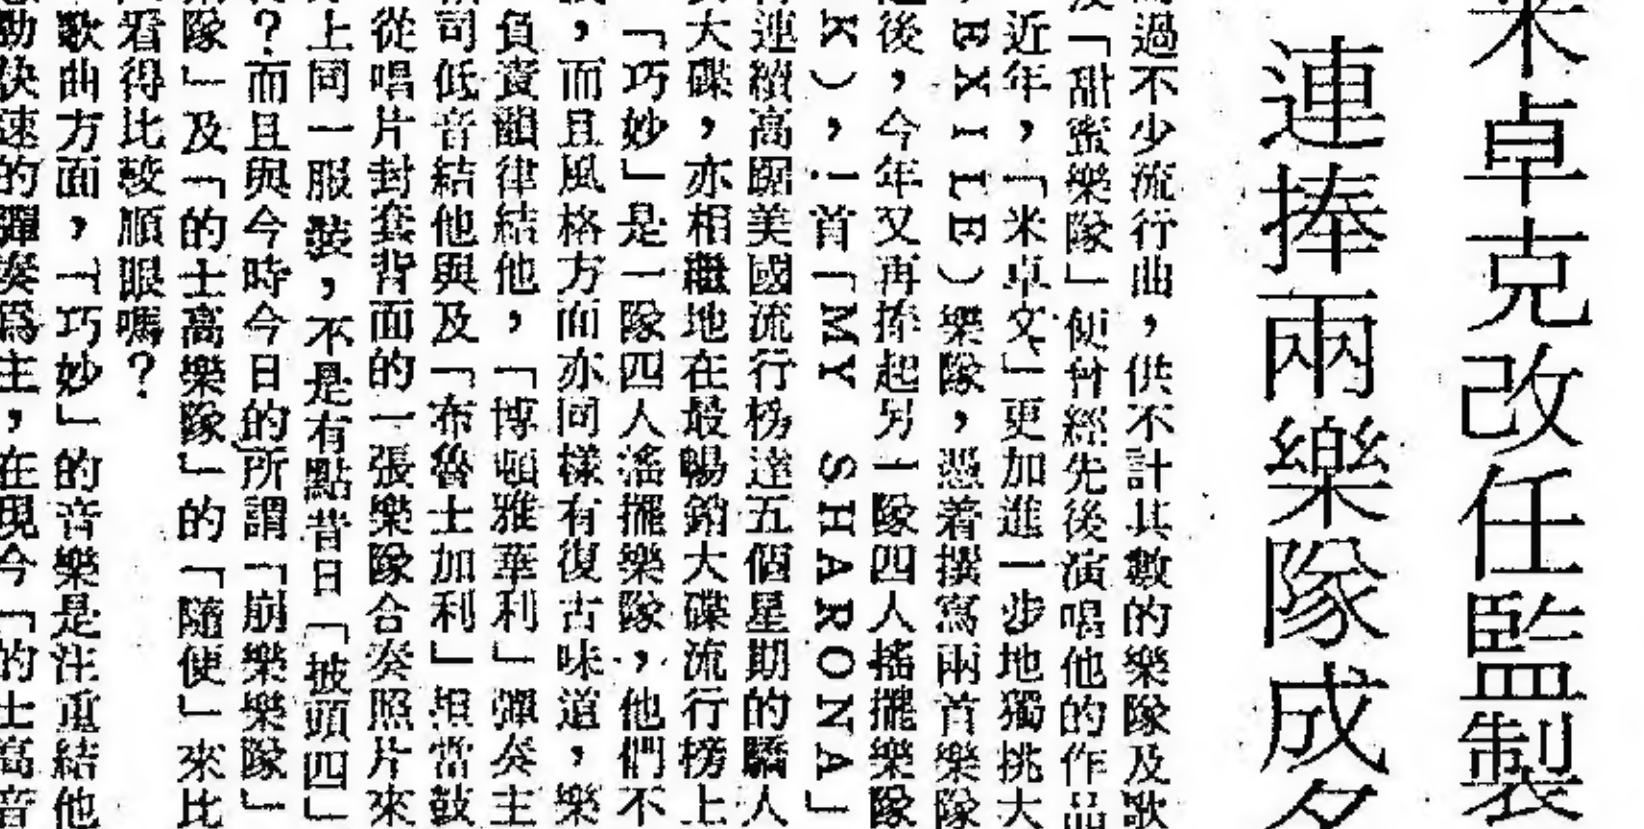 米卓克改任監製
連捧兩樂隊成名
過不少流行曲，供不計其數的樂隊及歌
「甜蜜樂隊」便曾經先後演唱他的作品
近年，「米卓文」更加進一步地獨挑大
EXILE）樂隊，憑着撰寫兩首樂隊
後，今年又再捧起另一隊四人搖擺樂隊
K），一首「MY SHARONA」
連續高踞美國流行榜達五個星期的驕人
大碟，亦相繼地在最暢銷大碟流行榜上
「巧妙」是一隊四人搖擺樂隊，他們不
，而且風格方面亦同樣有復古味道，樂
負責韻律結他，「博頓雅華利」彈奏主
司低音結他與及「布魯士加利」担當鼓
從唱片封套背面的一張樂隊合奏照片來
上同一服裝，不是有點昔日「披頭四」
？而且與今時今日的所謂「崩樂樂隊」
樂隊」及「的士高樂隊」的「隨便」來比
看得比較順眼嗎？
歌曲方面，「巧妙」的音樂是注重結他
勁快速的彈奏爲主，在現今「的士高音